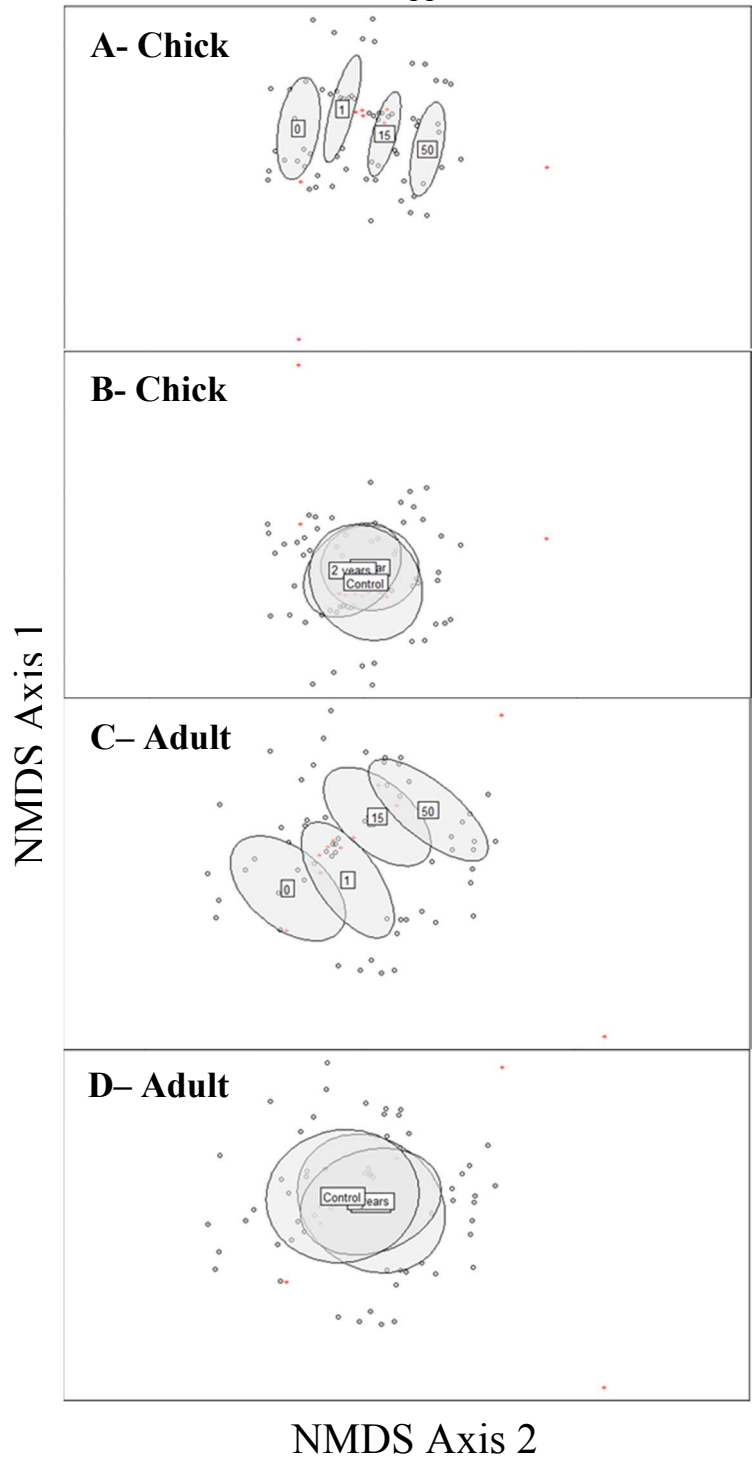 A- Chick
0
1
15
50
B- Chick
2 years
Control
NMDS Axis 1
C– Adult
0
1
15
50
D– Adult
Control
years
NMDS Axis 2